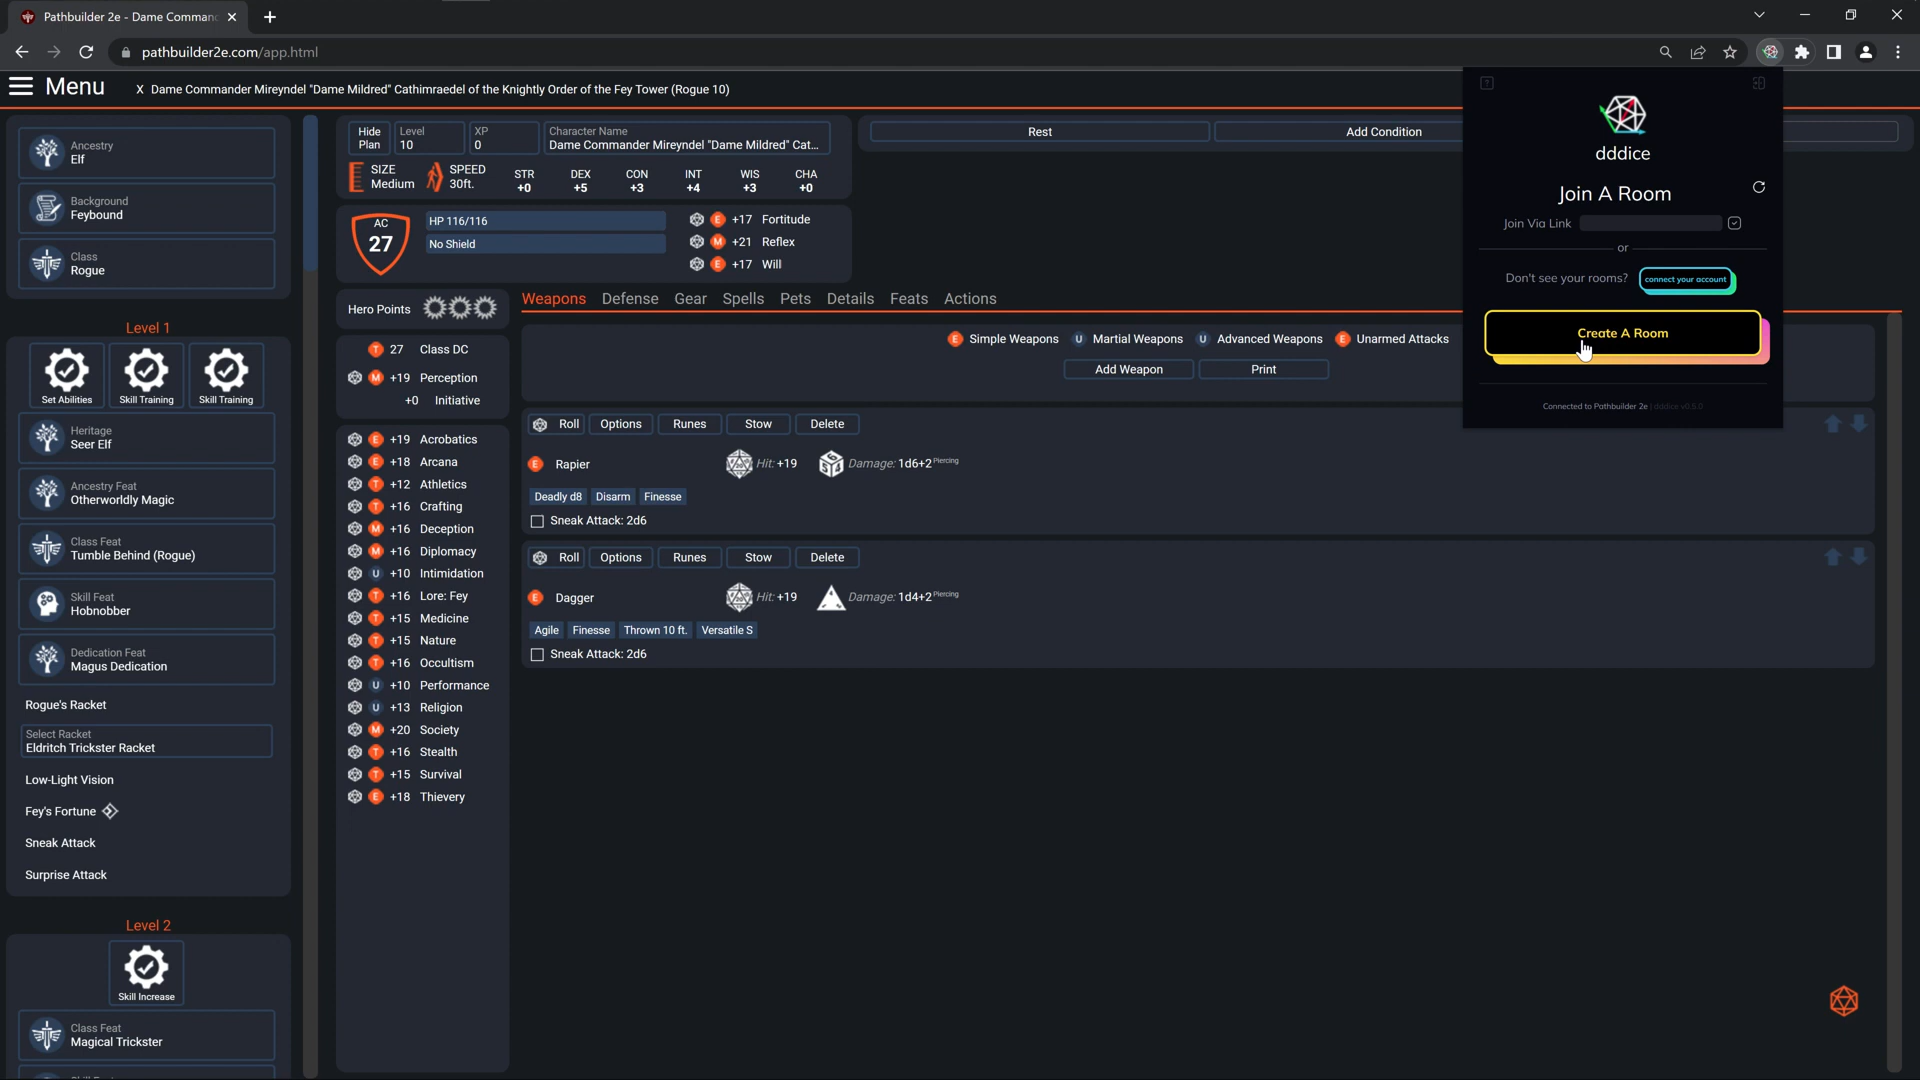 Pathbuilder 2e - Dame Comman
pathbuilder2e.com/app.html
Menu
X Dame Commander Mireyndel "Dame Mildred" Cathimraedel of the Knightly Order of the Fey Tower (Rogue 10)
Ancestry
Elf
Background
Feybound
Class
Rogue
Level 1
Set Abilities
Skill Training
Skill Training
Heritage
Seer Elf
Ancestry Feat
Otherworldly Magic
Class Feat
Tumble Behind (Rogue)
Skill Feat
Hobnobber
Dedication Feat
Magus Dedication
Rogue's Racket
Select Racket
Eldritch Trickster Racket
Low-Light Vision
Fey's Fortune
Sneak Attack
Surprise Attack
Level 2
Skill Increase
Class Feat
Magical Trickster
Hide Plan
Level
10
XP
0
Character Name
Dame Commander Mireyndel "Dame Mildred" Cat...
SIZE
Medium
SPEED
30ft.
STR
+0
DEX
+5
CON
+3
INT
+4
WIS
+3
CHA
+0
AC
27
HP 116/116
No Shield
E +17 Fortitude
M +21 Reflex
E +17 Will
Rest
Add Condition
Hero Points
T 27 Class DC
M +19 Perception
+0 Initiative
E +19 Acrobatics
E +18 Arcana
T +12 Athletics
T +16 Crafting
M +16 Deception
M +16 Diplomacy
U +10 Intimidation
T +16 Lore: Fey
T +15 Medicine
T +15 Nature
T +16 Occultism
U +10 Performance
U +13 Religion
M +20 Society
T +16 Stealth
T +15 Survival
E +18 Thievery
Weapons Defense Gear Spells Pets Details Feats Actions
E Simple Weapons U Martial Weapons U Advanced Weapons E Unarmed Attacks
Add Weapon Print
Roll Options Runes Stow Delete
E Rapier Hit: +19 Damage: 1d6+2 Piercing
Deadly d8 Disarm Finesse
Sneak Attack: 2d6
Roll Options Runes Stow Delete
E Dagger Hit: +19 Damage: 1d4+2 Piercing
Agile Finesse Thrown 10 ft. Versatile S
Sneak Attack: 2d6
dddice
Join A Room
Join Via Link
or
Don't see your rooms? connect your account
Create A Room
Connected to Pathbuilder 2e | dddice v0.5.0